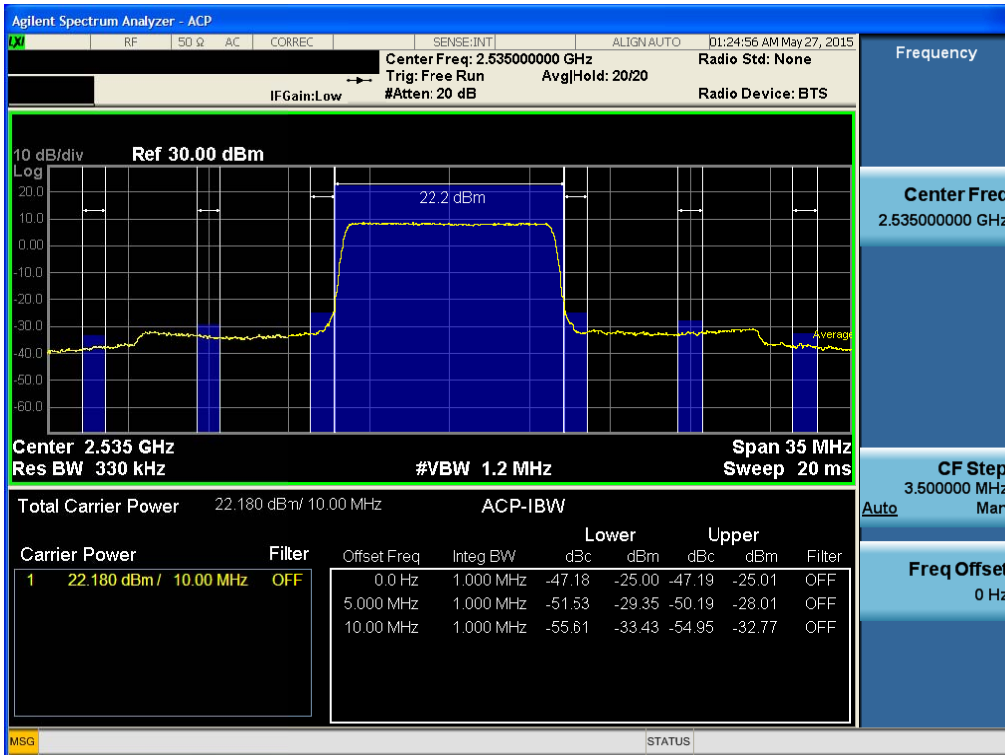 Agilent Spectrum Analyzer - ACP
LXI RF 50 Ω AC CORREC SENSE:INT ALIGN AUTO 01:24:56 AM May 27, 2015
Center Freq: 2.535000000 GHz Radio Std: None
Trig: Free Run Avg|Hold: 20/20
IFGain:Low #Atten: 20 dB Radio Device: BTS
Frequency
10 dB/div Ref 30.00 dBm
Log
20.0
10.0
0.00
-10.0
-20.0
-30.0
-40.0
-50.0
-60.0
22.2 dBm
Average
Center 2.535 GHz Span 35 MHz
Res BW 330 kHz #VBW 1.2 MHz Sweep 20 ms
Total Carrier Power 22.180 dBm/ 10.00 MHz ACP-IBW
Lower Upper
Carrier Power Filter
Offset Freq Integ BW dBc dBm dBc dBm Filter
1 22.180 dBm / 10.00 MHz OFF
0.0 Hz 1.000 MHz -47.18 -25.00 -47.19 -25.01 OFF
5.000 MHz 1.000 MHz -51.53 -29.35 -50.19 -28.01 OFF
10.00 MHz 1.000 MHz -55.61 -33.43 -54.95 -32.77 OFF
Center Freq
2.535000000 GHz
CF Step
3.500000 MHz
Auto Man
Freq Offset
0 Hz
MSG STATUS